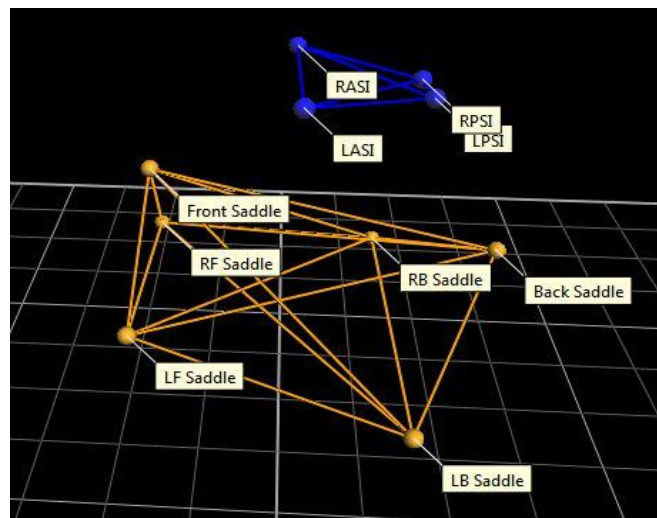 RASI
RPSI
LPSI
LASI
Front Saddle
RF Saddle
RB Saddle
Back Saddle
LF Saddle
LB Saddle